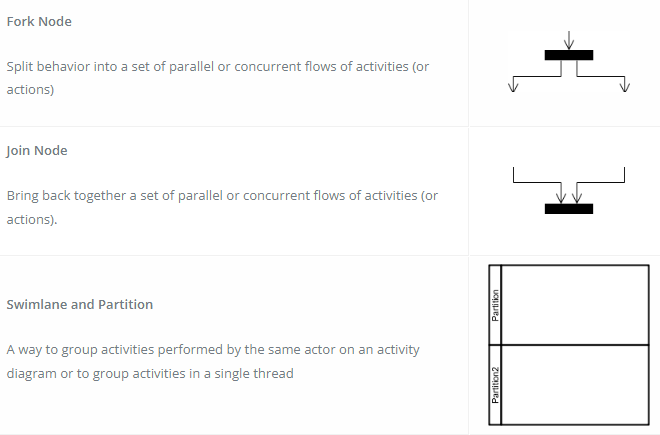 Fork Node
Split behavior into a set of parallel or concurrent flows of activities (or
actions)
Join Node
Bring back together a set of parallel or concurrent flows of activities (or
actions).
Swimlane and Partition
A way to group activities performed by the same actor on an activity
diagram or to group activities in a single thread
Partition
Partition2